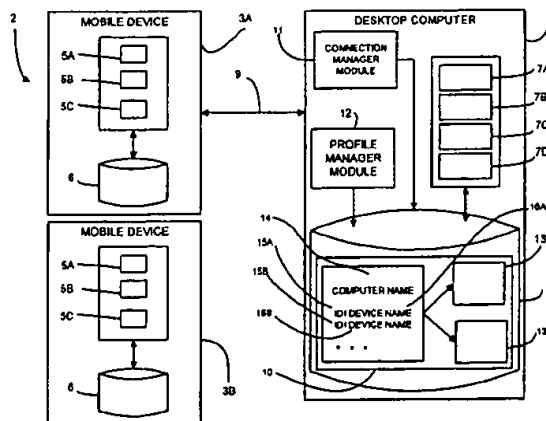 2
MOBILE DEVICE
5A
5B
5C
6
3A
9
MOBILE DEVICE
5A
5B
5C
6
3B
DESKTOP COMPUTER
11
CONNECTION
MANAGER
MODULE
12
PROFILE
MANAGER
MODULE
7A
7B
7C
7D
14
15A
15B
16B
16A
COMPUTER NAME
ID DEVICE NAME
ID DEVICE NAME
. . .
10
13
13